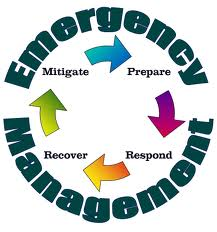 Emergency
Mitigate Prepare
Recover Respond
Management